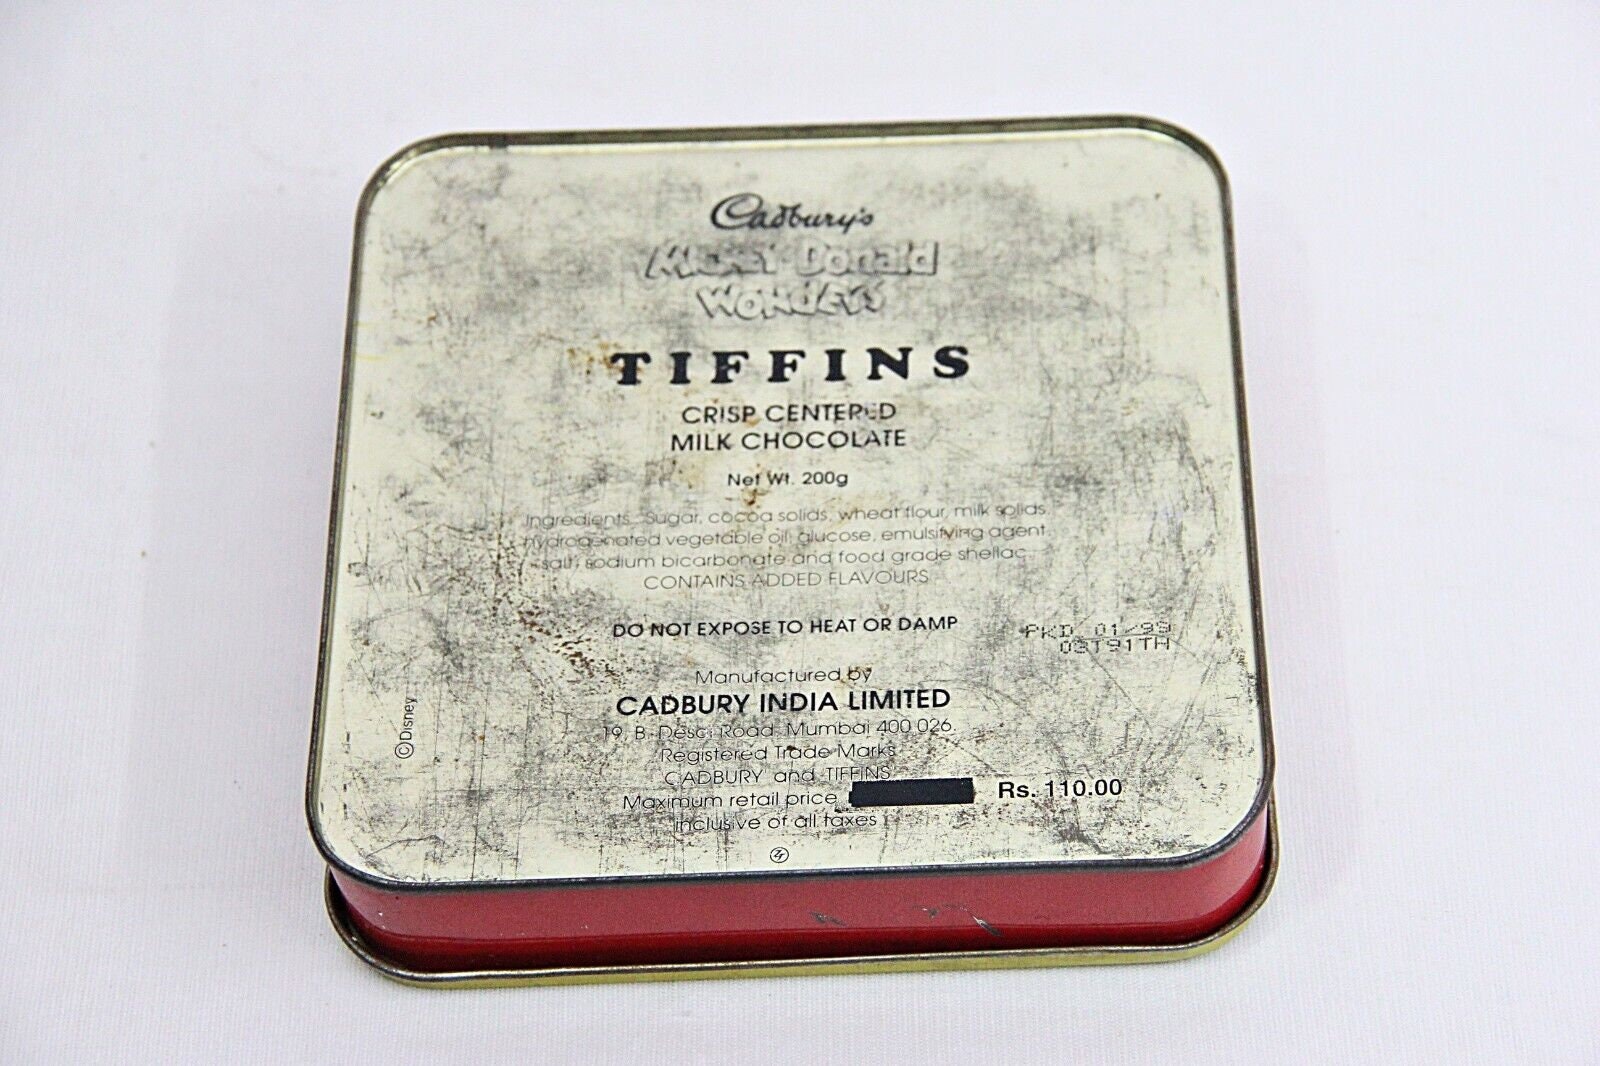 Cadbury's
Mickey Donald
Wonders
TIFFINS
CRISP CENTERED
MILK CHOCOLATE
Net Wt. 200g
Ingredients: Sugar, cocoa solids, wheat flour, milk solids,
hydrogenated vegetable oil, glucose, emulsifying agent,
salt, sodium bicarbonate and food grade shellac.
CONTAINS ADDED FLAVOURS
DO NOT EXPOSE TO HEAT OR DAMP
PKD 01/99
03T91TH
Manufactured by
CADBURY INDIA LIMITED
19, B. Desai Road, Mumbai 400 026.
Registered Trade Marks
CADBURY and TIFFINS
Maximum retail price Rs. 110.00
inclusive of all taxes
©Disney